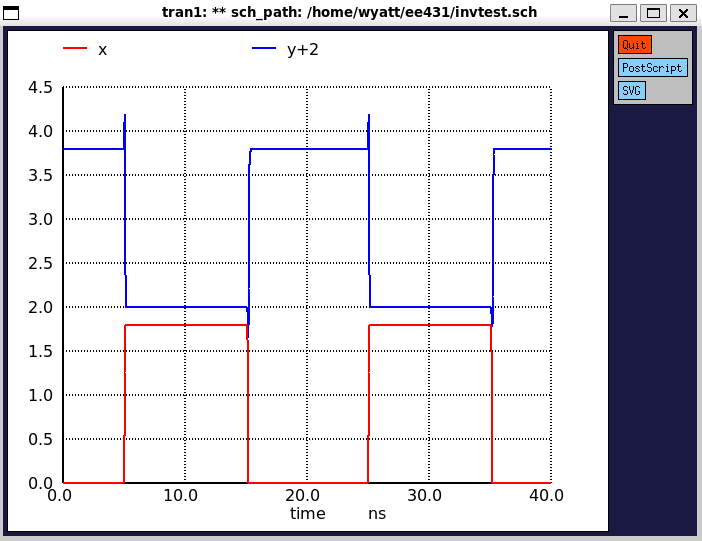 tran1: ** sch_path: /home/wyatt/ee431/invtest.sch
x y+2
Quit
PostScript
SVG
4.5
4.0
3.5
3.0
2.5
2.0
1.5
1.0
0.5
0.0
0.0 10.0 20.0 30.0 40.0
time ns